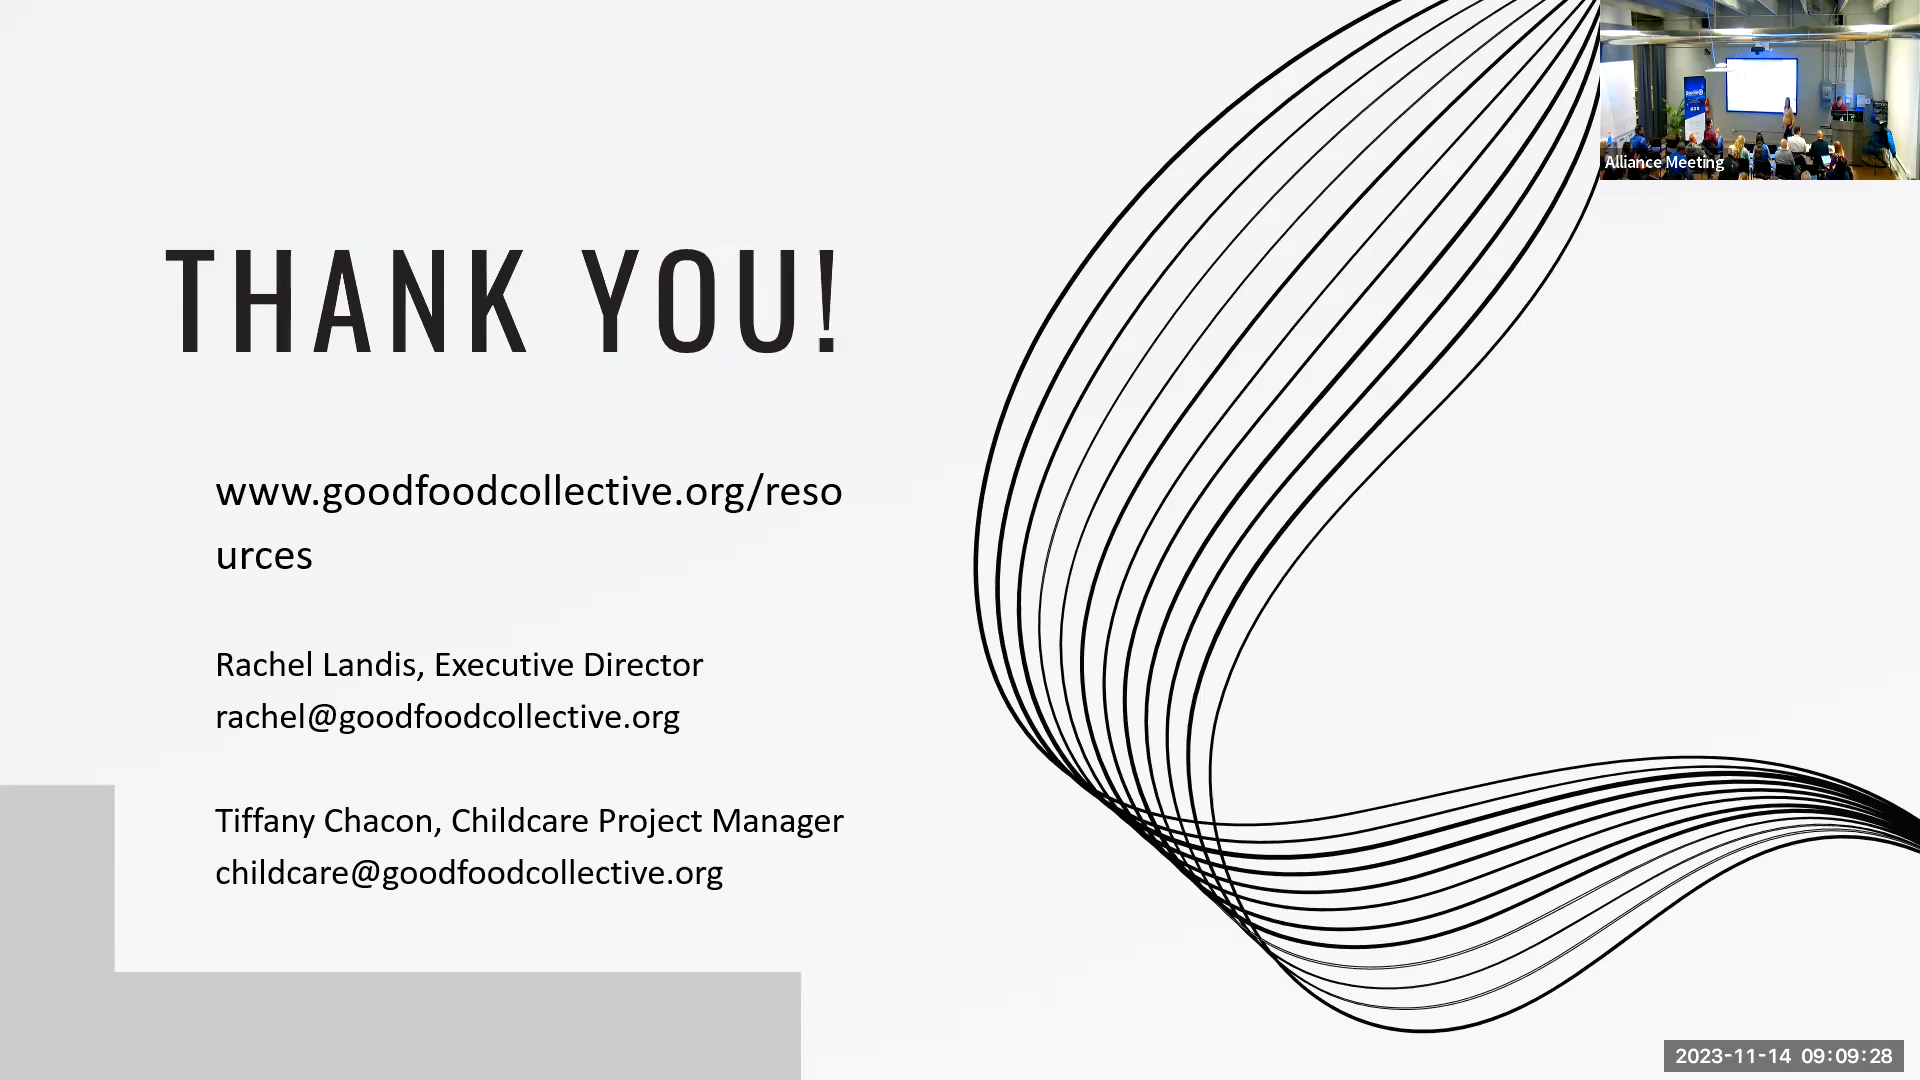 THANK YOU!
www.goodfoodcollective.org/reso
urces
Rachel Landis, Executive Director
rachel@goodfoodcollective.org
Tiffany Chacon, Childcare Project Manager
childcare@goodfoodcollective.org
Alliance Meeting
2023-11-14 09:09:28